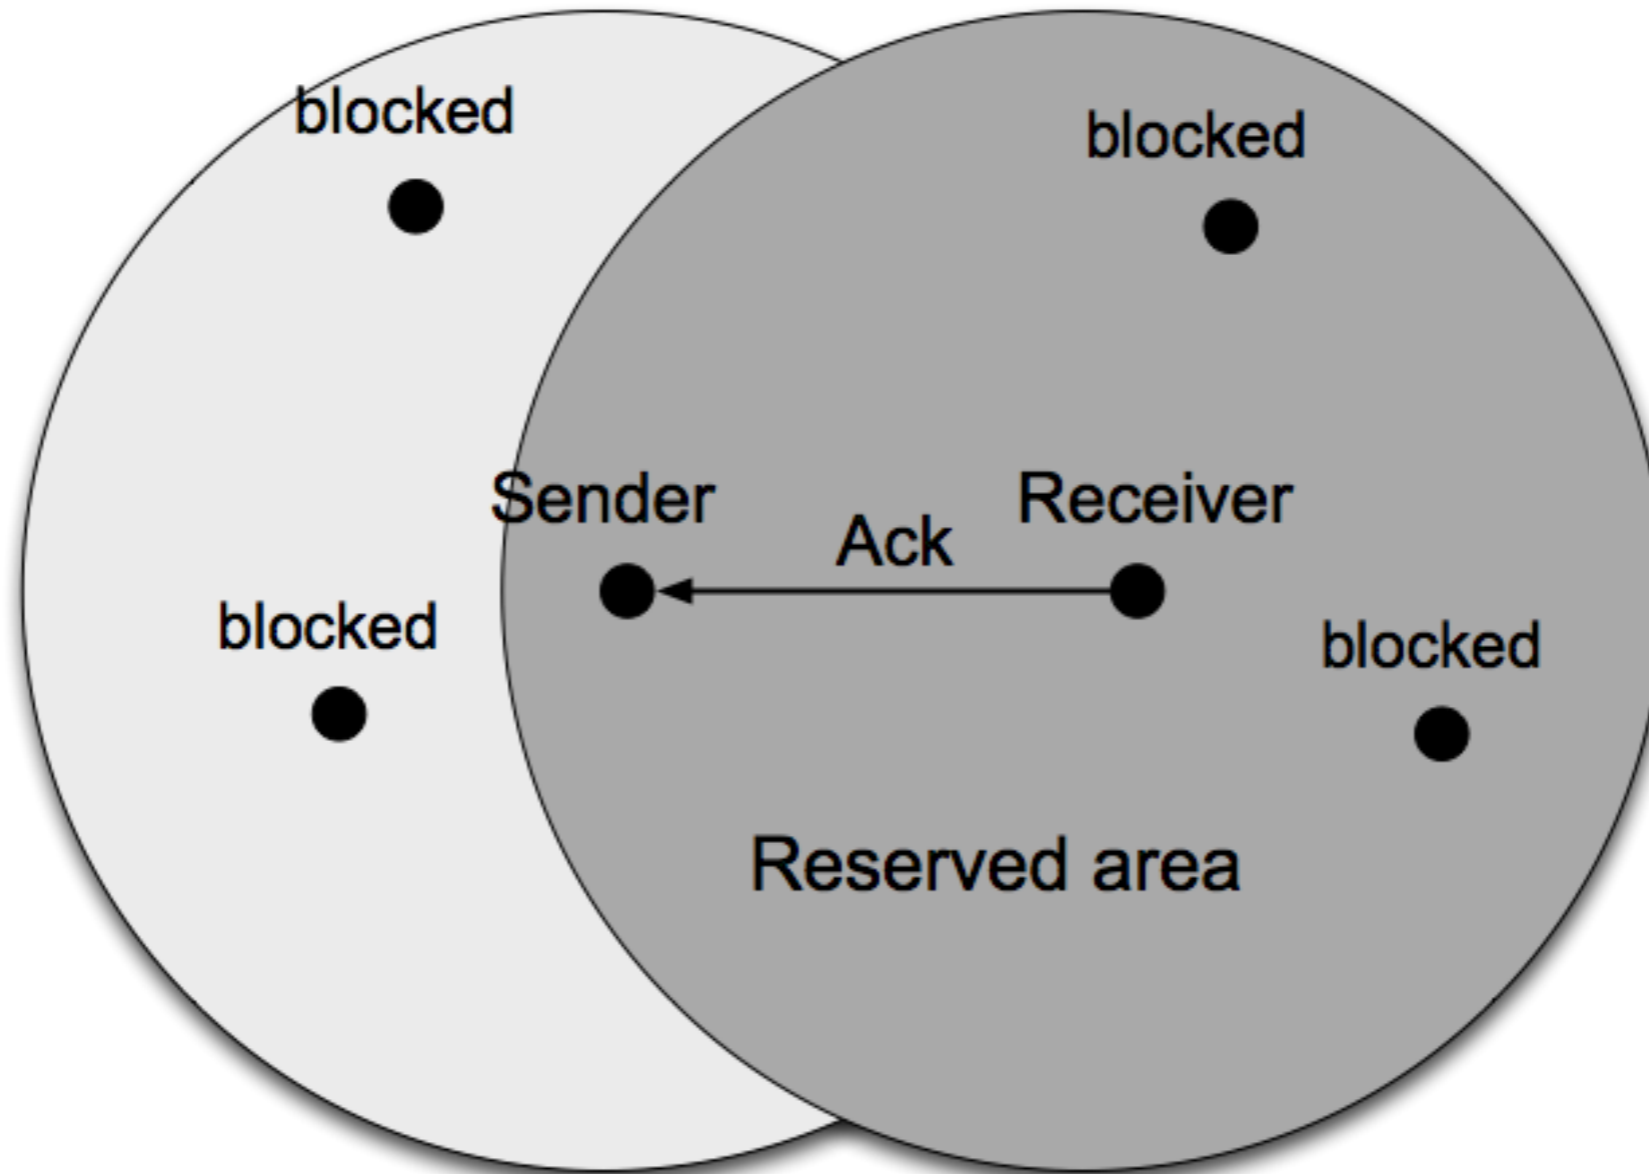 blocked
blocked
Sender
Receiver
Ack
blocked
blocked
Reserved area